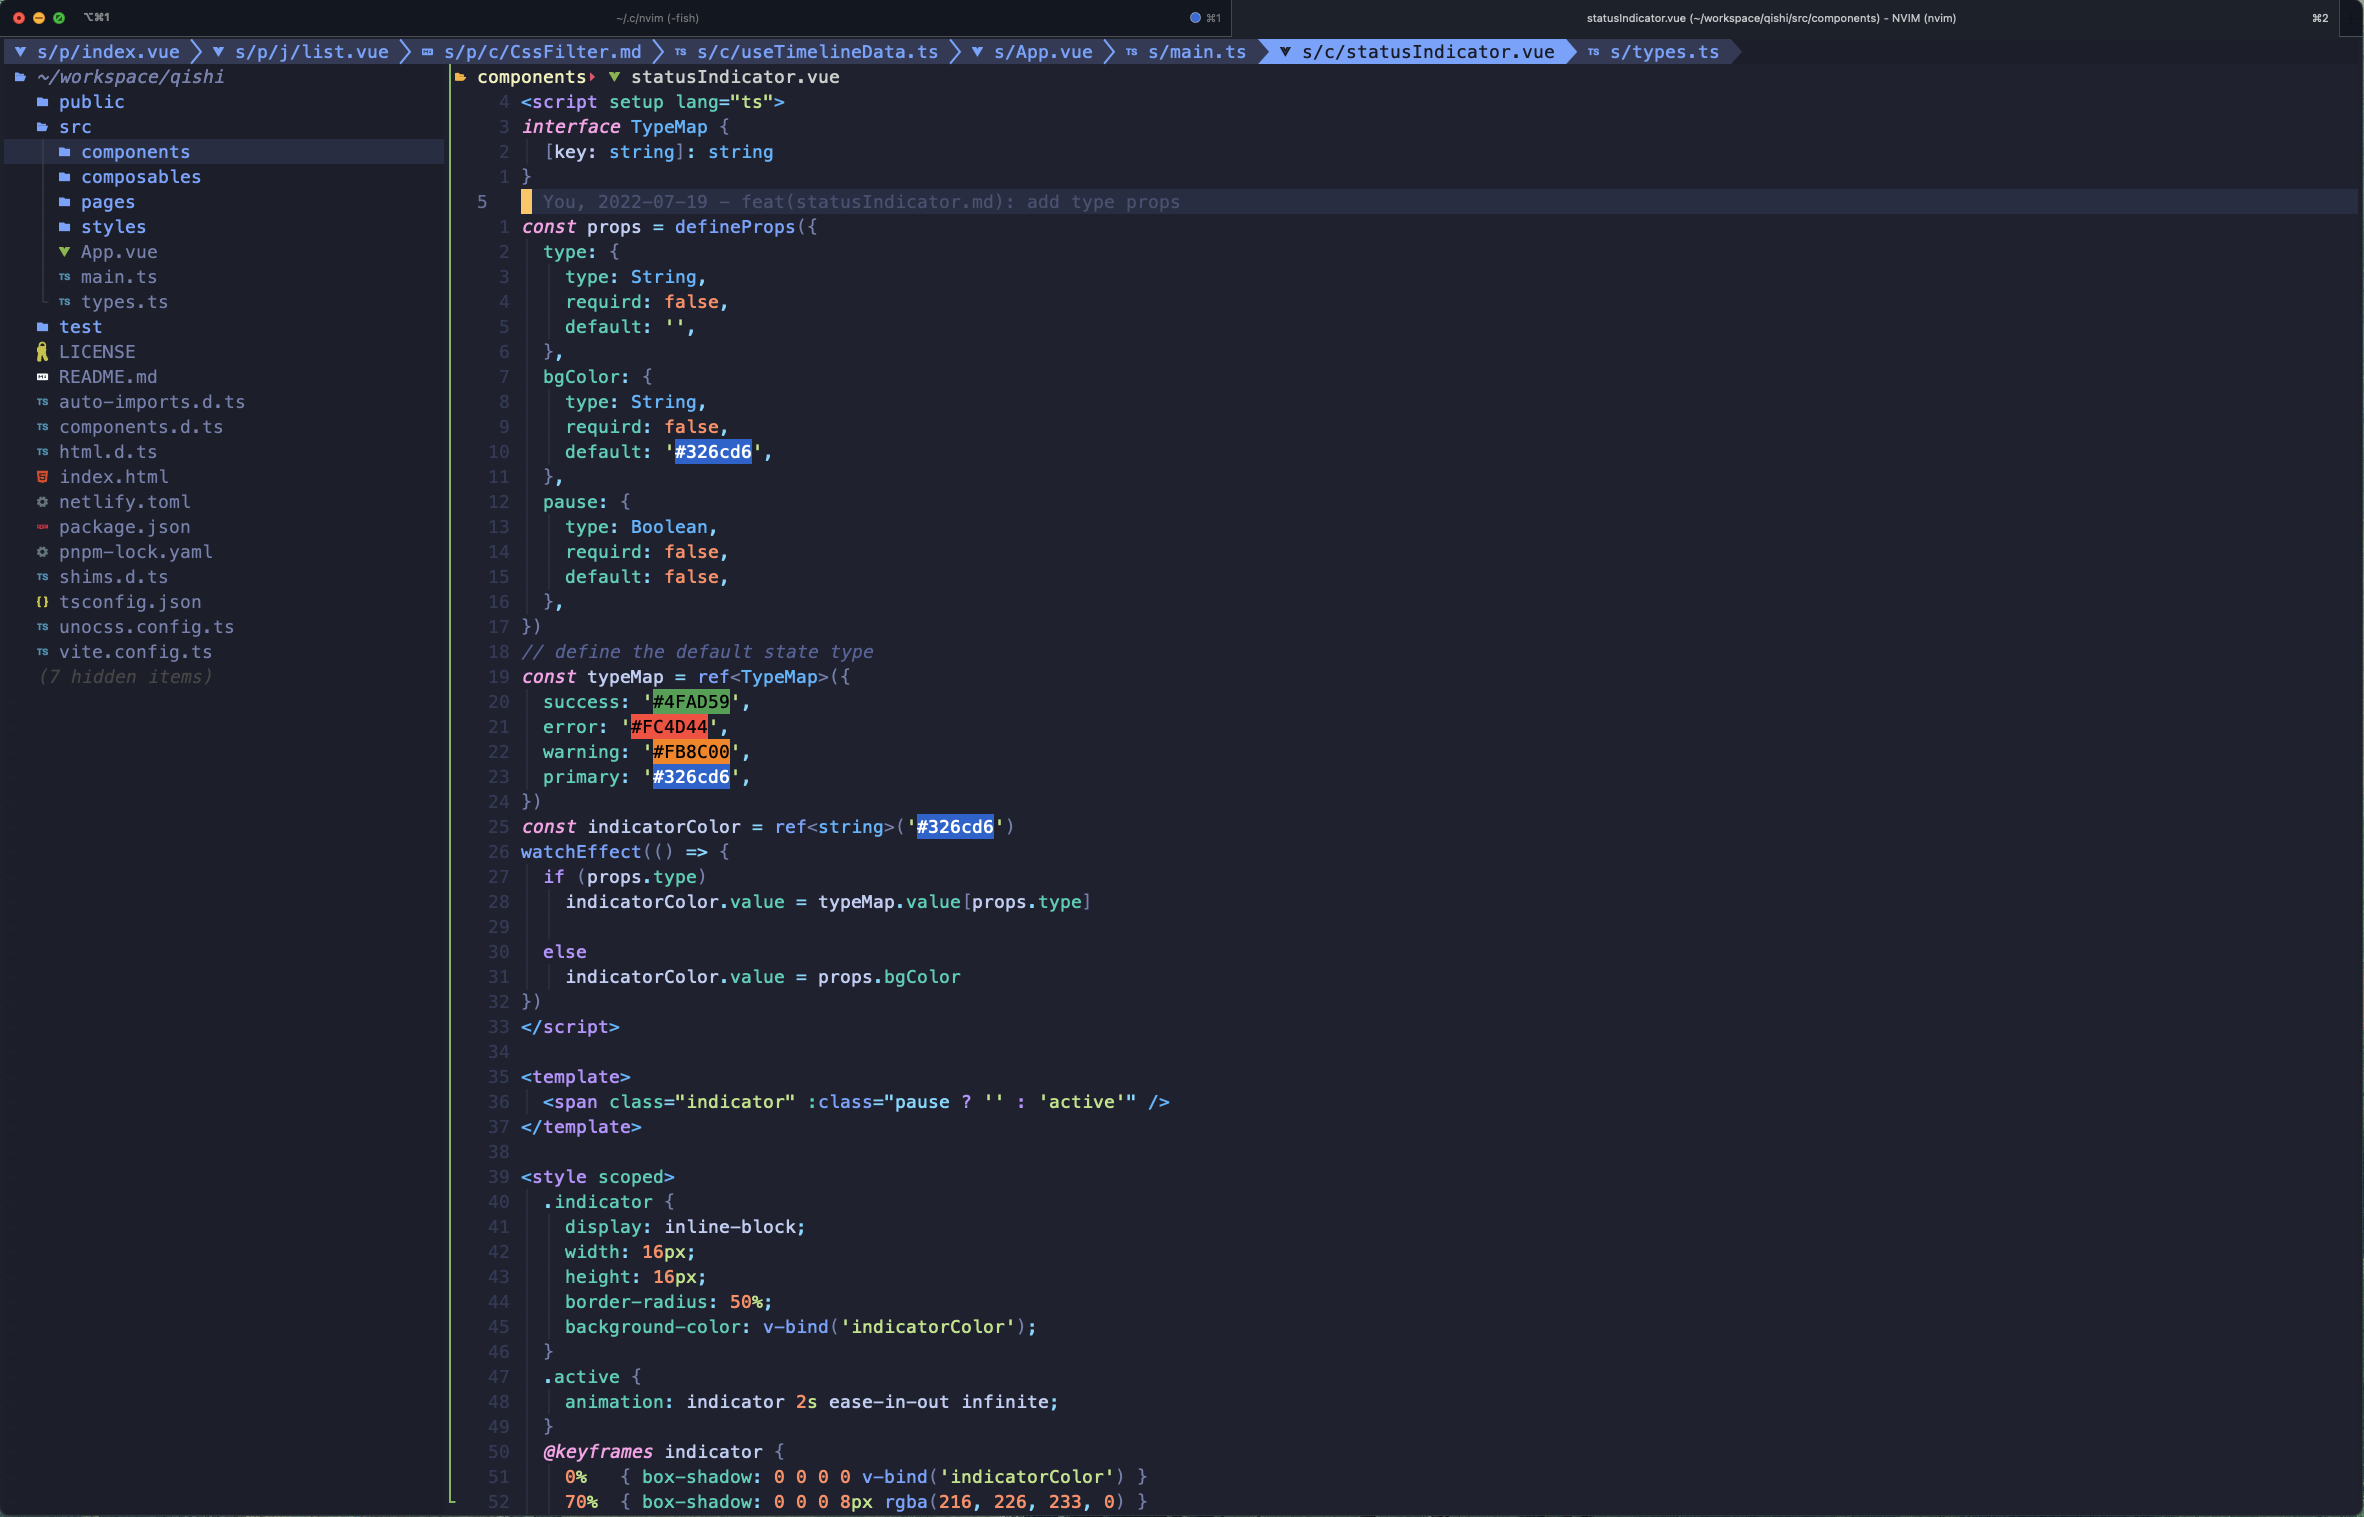 ⌥⌘1
~/.c/nvim (-fish)
⌘1
statusIndicator.vue (~/workspace/qishi/src/components) - NVIM (nvim)
⌘2
s/p/index.vue s/p/j/list.vue s/p/c/CssFilter.md TS s/c/useTimelineData.ts s/App.vue TS s/main.ts s/c/statusIndicator.vue TS s/types.ts
~/workspace/qishi
public
src
components
composables
pages
styles
App.vue
TS main.ts
TS types.ts
test
LICENSE
README.md
TS auto-imports.d.ts
TS components.d.ts
TS html.d.ts
index.html
netlify.toml
package.json
pnpm-lock.yaml
TS shims.d.ts
{} tsconfig.json
TS unocss.config.ts
TS vite.config.ts
(7 hidden items)
components statusIndicator.vue
4 <script setup lang="ts">
3 interface TypeMap {
2   [key: string]: string
1 }
5   You, 2022-07-19 - feat(statusIndicator.md): add type props
1 const props = defineProps({
2   type: {
3     type: String,
4     requird: false,
5     default: '',
6   },
7   bgColor: {
8     type: String,
9     requird: false,
10     default: '#326cd6',
11   },
12   pause: {
13     type: Boolean,
14     requird: false,
15     default: false,
16   },
17 })
18 // define the default state type
19 const typeMap = ref<TypeMap>({
20   success: '#4FAD59',
21   error: '#FC4D44',
22   warning: '#FB8C00',
23   primary: '#326cd6',
24 })
25 const indicatorColor = ref<string>('#326cd6')
26 watchEffect(() => {
27   if (props.type)
28     indicatorColor.value = typeMap.value[props.type]
29
30   else
31     indicatorColor.value = props.bgColor
32 })
33 </script>
34
35 <template>
36   <span class="indicator" :class="pause ? '' : 'active'" />
37 </template>
38
39 <style scoped>
40   .indicator {
41     display: inline-block;
42     width: 16px;
43     height: 16px;
44     border-radius: 50%;
45     background-color: v-bind('indicatorColor');
46   }
47   .active {
48     animation: indicator 2s ease-in-out infinite;
49   }
50   @keyframes indicator {
51     0%   { box-shadow: 0 0 0 0 v-bind('indicatorColor') }
52     70%  { box-shadow: 0 0 0 8px rgba(216, 226, 233, 0) }